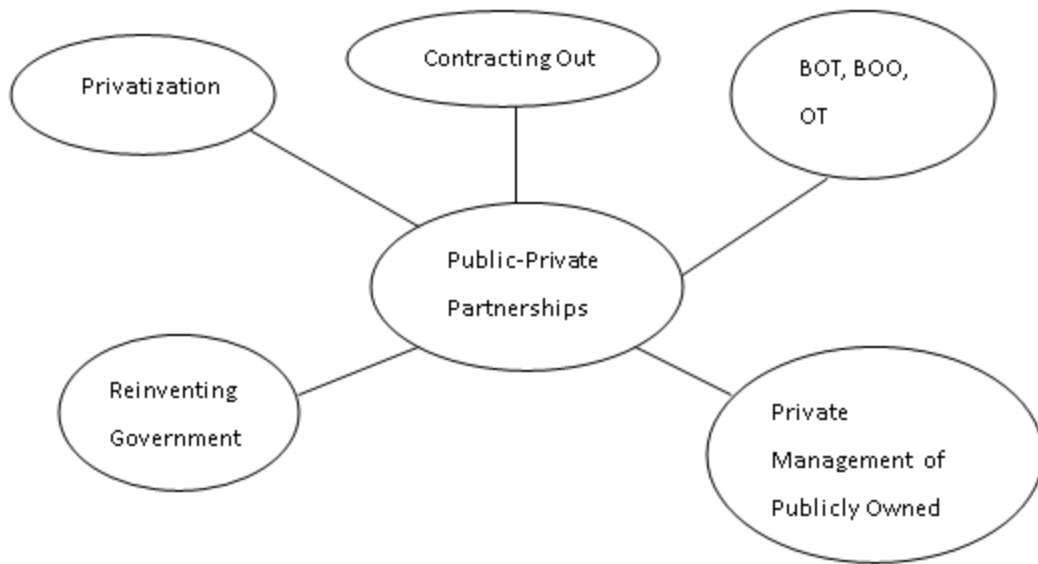 Privatization
Contracting Out
BOT, BOO,
OT
Public-Private
Partnerships
Reinventing
Government
Private
Management of
Publicly Owned